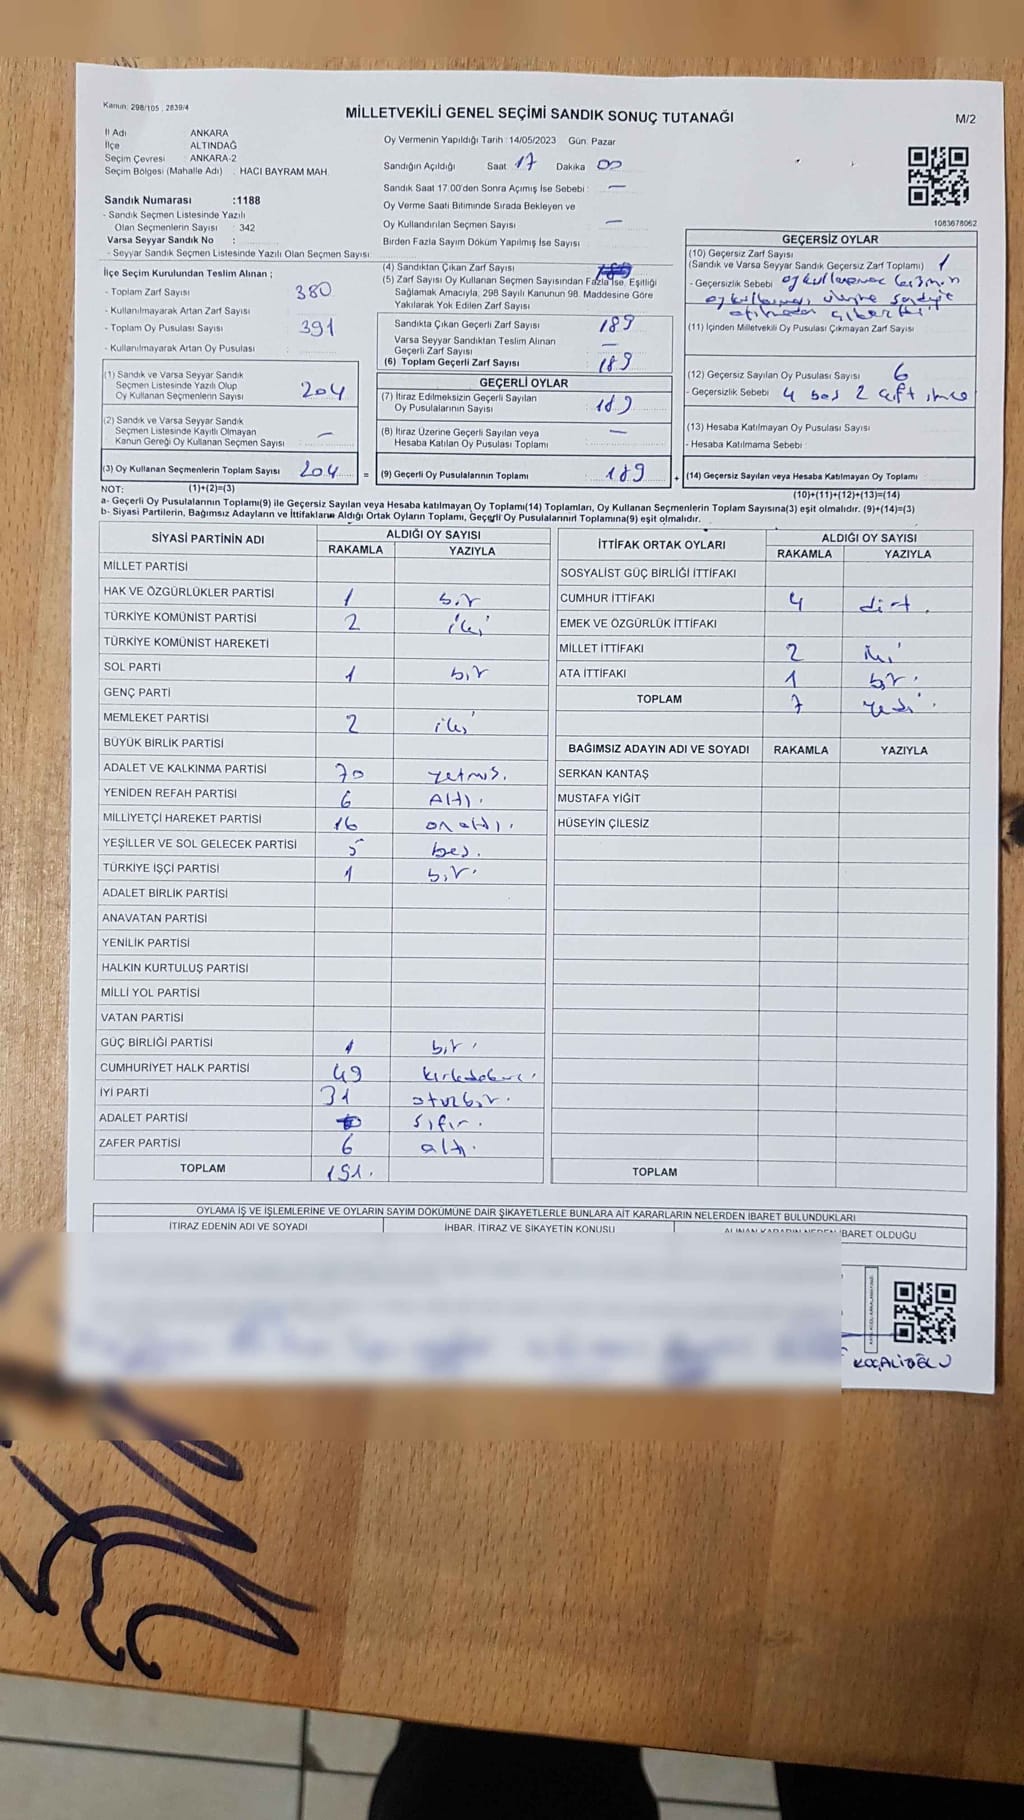 Kanun: 298/105 , 2839/4
MİLLETVEKİLİ GENEL SEÇİMİ SANDIK SONUÇ TUTANAĞI
M/2
İl Adı : ANKARA
İlçe : ALTINDAĞ
Seçim Çevresi : ANKARA-2
Seçim Bölgesi (Mahalle Adı) : HACI BAYRAM MAH.
Sandık Numarası :1188
- Sandık Seçmen Listesinde Yazılı
Olan Seçmenlerin Sayısı : 342
Varsa Seyyar Sandık No :
- Seyyar Sandık Seçmen Listesinde Yazılı Olan Seçmen Sayısı:
Oy Vermenin Yapıldığı Tarih :14/05/2023 Gün: Pazar
Sandığın Açıldığı Saat 17 Dakika 00
Sandık Saat 17.00'den Sonra Açımış İse Sebebi : —
Oy Verme Saati Bitiminde Sırada Bekleyen ve
Oy Kullandırılan Seçmen Sayısı : —
Birden Fazla Sayım Döküm Yapılmış İse Sayısı :
1083678062
İlçe Seçim Kurulundan Teslim Alınan ;
- Toplam Zarf Sayısı : 380
- Kullanılmayarak Artan Zarf Sayısı :
- Toplam Oy Pusulası Sayısı : 391
- Kullanılmayarak Artan Oy Pusulası :
(1) Sandık ve Varsa Seyyar Sandık
Seçmen Listesinde Yazılı Olup
Oy Kullanan Seçmenlerin Sayısı : 204
(2) Sandık ve Varsa Seyyar Sandık
Seçmen Listesinde Kayıtlı Olmayan
Kanun Gereği Oy Kullanan Seçmen Sayısı : —
(3) Oy Kullanan Seçmenlerin Toplam Sayısı : 204 =
(1)+(2)=(3)
(4) Sandıktan Çıkan Zarf Sayısı
(5) Zarf Sayısı Oy Kullanan Seçmen Sayısından Fazla İse, Eşitliği
Sağlamak Amacıyla, 298 Sayılı Kanunun 98. Maddesine Göre
Yakılarak Yok Edilen Zarf Sayısı
Sandıkta Çıkan Geçerli Zarf Sayısı : 189
Varsa Seyyar Sandıktan Teslim Alınan
Geçerli Zarf Sayısı : —
(6) Toplam Geçerli Zarf Sayısı : 189
GEÇERLİ OYLAR
(7) İtiraz Edilmeksizin Geçerli Sayılan
Oy Pusulalarının Sayısı : 189
(8) İtiraz Üzerine Geçerli Sayılan veya
Hesaba Katılan Oy Pusulası Toplamı : —
(9) Geçerli Oy Pusulalarının Toplamı : 189 +
GEÇERSİZ OYLAR
(10) Geçersiz Zarf Sayısı
(Sandık ve Varsa Seyyar Sandık Geçersiz Zarf Toplamı) : 1
- Geçersizlik Sebebi :
(11) İçinden Milletvekili Oy Pusulası Çıkmayan Zarf Sayısı :
(12) Geçersiz Sayılan Oy Pusulası Sayısı : 6
- Geçersizlik Sebebi : 4 boş 2 çift
(13) Hesaba Katılmayan Oy Pusulası Sayısı :
- Hesaba Katılmama Sebebi :
(14) Geçersiz Sayılan veya Hesaba Katılmayan Oy Toplamı :
(10)+(11)+(12)+(13)=(14)
NOT:
a- Geçerli Oy Pusulalarının Toplamı(9) ile Geçersiz Sayılan veya Hesaba katılmayan Oy Toplamı(14) Toplamları, Oy Kullanan Seçmenlerin Toplam Sayısına(3) eşit olmalıdır. (9)+(14)=(3)
b- Siyasi Partilerin, Bağımsız Adayların ve İttifakların Aldığı Ortak Oyların Toplamı, Geçerli Oy Pusulalarının Toplamına(9) eşit olmalıdır.
SİYASİ PARTİNİN ADI ALDIĞI OY SAYISI
RAKAMLA YAZIYLA
MİLLET PARTİSİ
HAK VE ÖZGÜRLÜKLER PARTİSİ 1 bir
TÜRKİYE KOMÜNİST PARTİSİ 2 iki
TÜRKİYE KOMÜNİST HAREKETİ
SOL PARTİ 1 bir
GENÇ PARTİ
MEMLEKET PARTİSİ 2 iki
BÜYÜK BİRLİK PARTİSİ
ADALET VE KALKINMA PARTİSİ 70 yetmiş.
YENİDEN REFAH PARTİSİ 6 Altı.
MİLLİYETÇİ HAREKET PARTİSİ 16 on altı.
YEŞİLLER VE SOL GELECEK PARTİSİ 5 beş.
TÜRKİYE İŞÇİ PARTİSİ 1 bir.
ADALET BİRLİK PARTİSİ
ANAVATAN PARTİSİ
YENİLİK PARTİSİ
HALKIN KURTULUŞ PARTİSİ
MİLLİ YOL PARTİSİ
VATAN PARTİSİ
GÜÇ BİRLİĞİ PARTİSİ 1 bir.
CUMHURİYET HALK PARTİSİ 49 kırkdokuz.
İYİ PARTİ 31 otuzbir.
ADALET PARTİSİ sıfır.
ZAFER PARTİSİ 6 altı.
TOPLAM 191.
İTTİFAK ORTAK OYLARI ALDIĞI OY SAYISI
RAKAMLA YAZIYLA
SOSYALİST GÜÇ BİRLİĞİ İTTİFAKI
CUMHUR İTTİFAKI 4 dört.
EMEK VE ÖZGÜRLÜK İTTİFAKI
MİLLET İTTİFAKI 2 iki
ATA İTTİFAKI 1 bir.
TOPLAM 7 yedi.
BAĞIMSIZ ADAYIN ADI VE SOYADI RAKAMLA YAZIYLA
SERKAN KANTAŞ
MUSTAFA YİĞİT
HÜSEYİN ÇİLESİZ
TOPLAM
OYLAMA İŞ VE İŞLEMLERİNE VE OYLARIN SAYIM DÖKÜMÜNE DAİR ŞİKAYETLERLE BUNLARA AİT KARARLARIN NELERDEN İBARET BULUNDUKLARI
İTİRAZ EDENİN ADI VE SOYADI İHBAR, İTİRAZ VE ŞİKAYETİN KONUSU ALINAN KARARIN NEDEN İBARET OLDUĞU
KOÇALİOĞLU